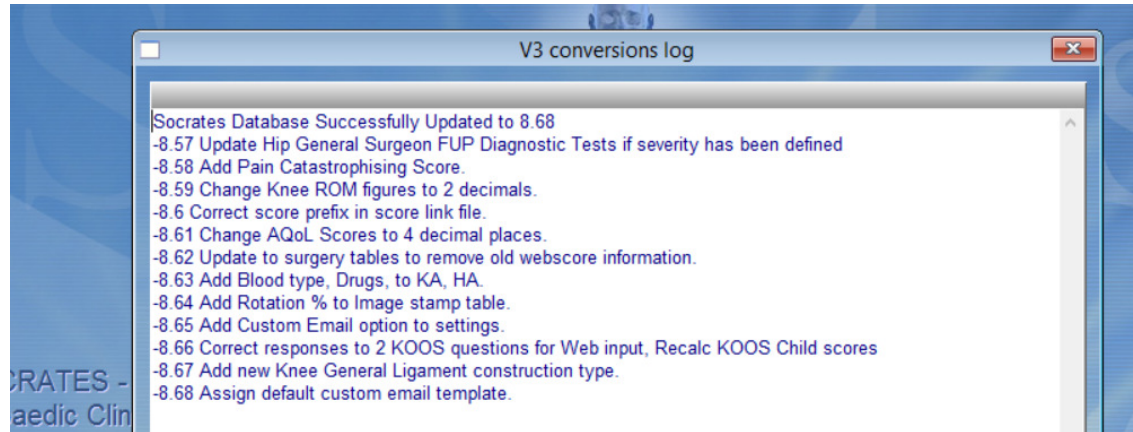 V3 conversions log
Socrates Database Successfully Updated to 8.68
-8.57 Update Hip General Surgeon FUP Diagnostic Tests if severity has been defined
-8.58 Add Pain Catastrophising Score.
-8.59 Change Knee ROM figures to 2 decimals.
-8.6 Correct score prefix in score link file.
-8.61 Change AQoL Scores to 4 decimal places.
-8.62 Update to surgery tables to remove old webscore information.
-8.63 Add Blood type, Drugs, to KA, HA.
-8.64 Add Rotation % to Image stamp table.
-8.65 Add Custom Email option to settings.
-8.66 Correct responses to 2 KOOS questions for Web input, Recalc KOOS Child scores
-8.67 Add new Knee General Ligament construction type.
-8.68 Assign default custom email template.
CRATES -
aedic Clin